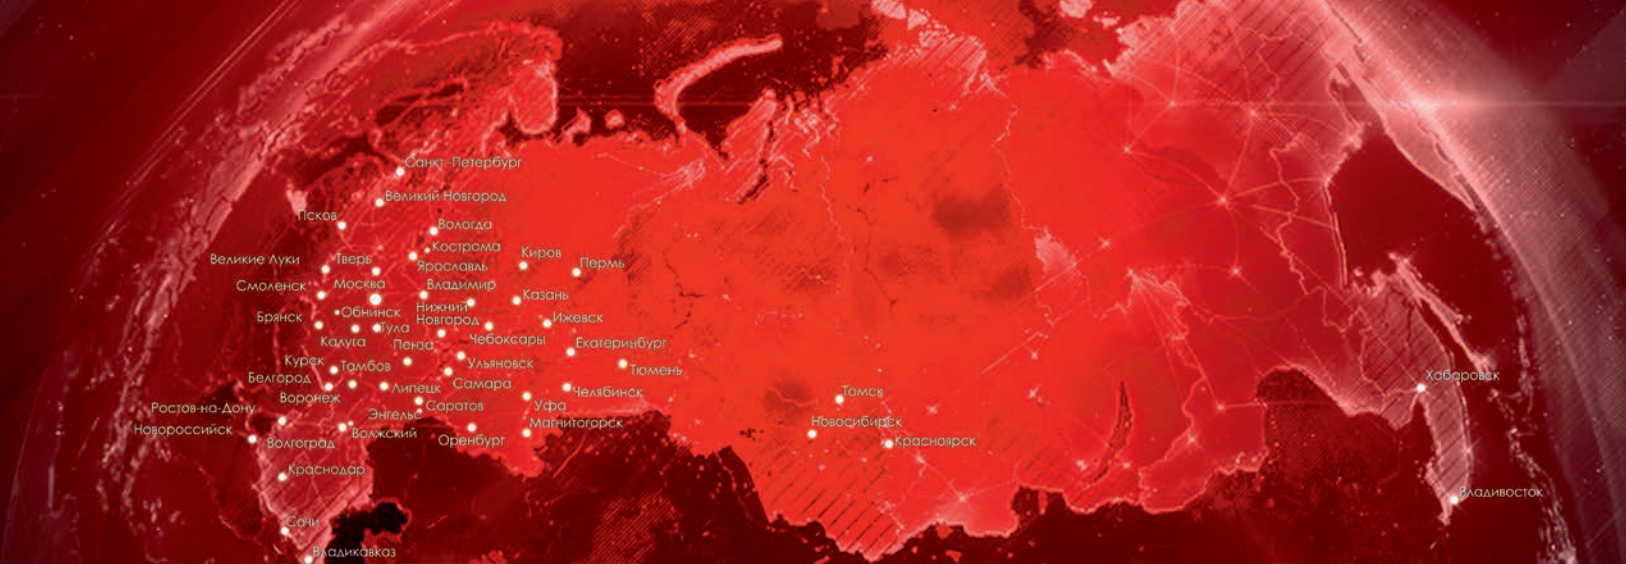 Санкт-Петербург
Великий Новгород
Псков
Вологда
Кострома
Великие Луки
Тверь
Ярославль
Киров
Пермь
Смоленск
Москва
Владимир
Казань
Нижний
Новгород
Брянск
Обнинск
Ижевск
Тула
Калуга
Пенза
Чебоксары
Екатеринбург
Курск
Тамбов
Ульяновск
Тюмень
Белгород
Липецк
Самара
Челябинск
Воронеж
Ростов-на-Дону
Энгельс
Саратов
Уфа
Новороссийск
Волгоград
Волжский
Оренбург
Магнитогорск
Краснодар
Сочи
Владикавказ
Томск
Новосибирск
Красноярск
Хабаровск
Владивосток